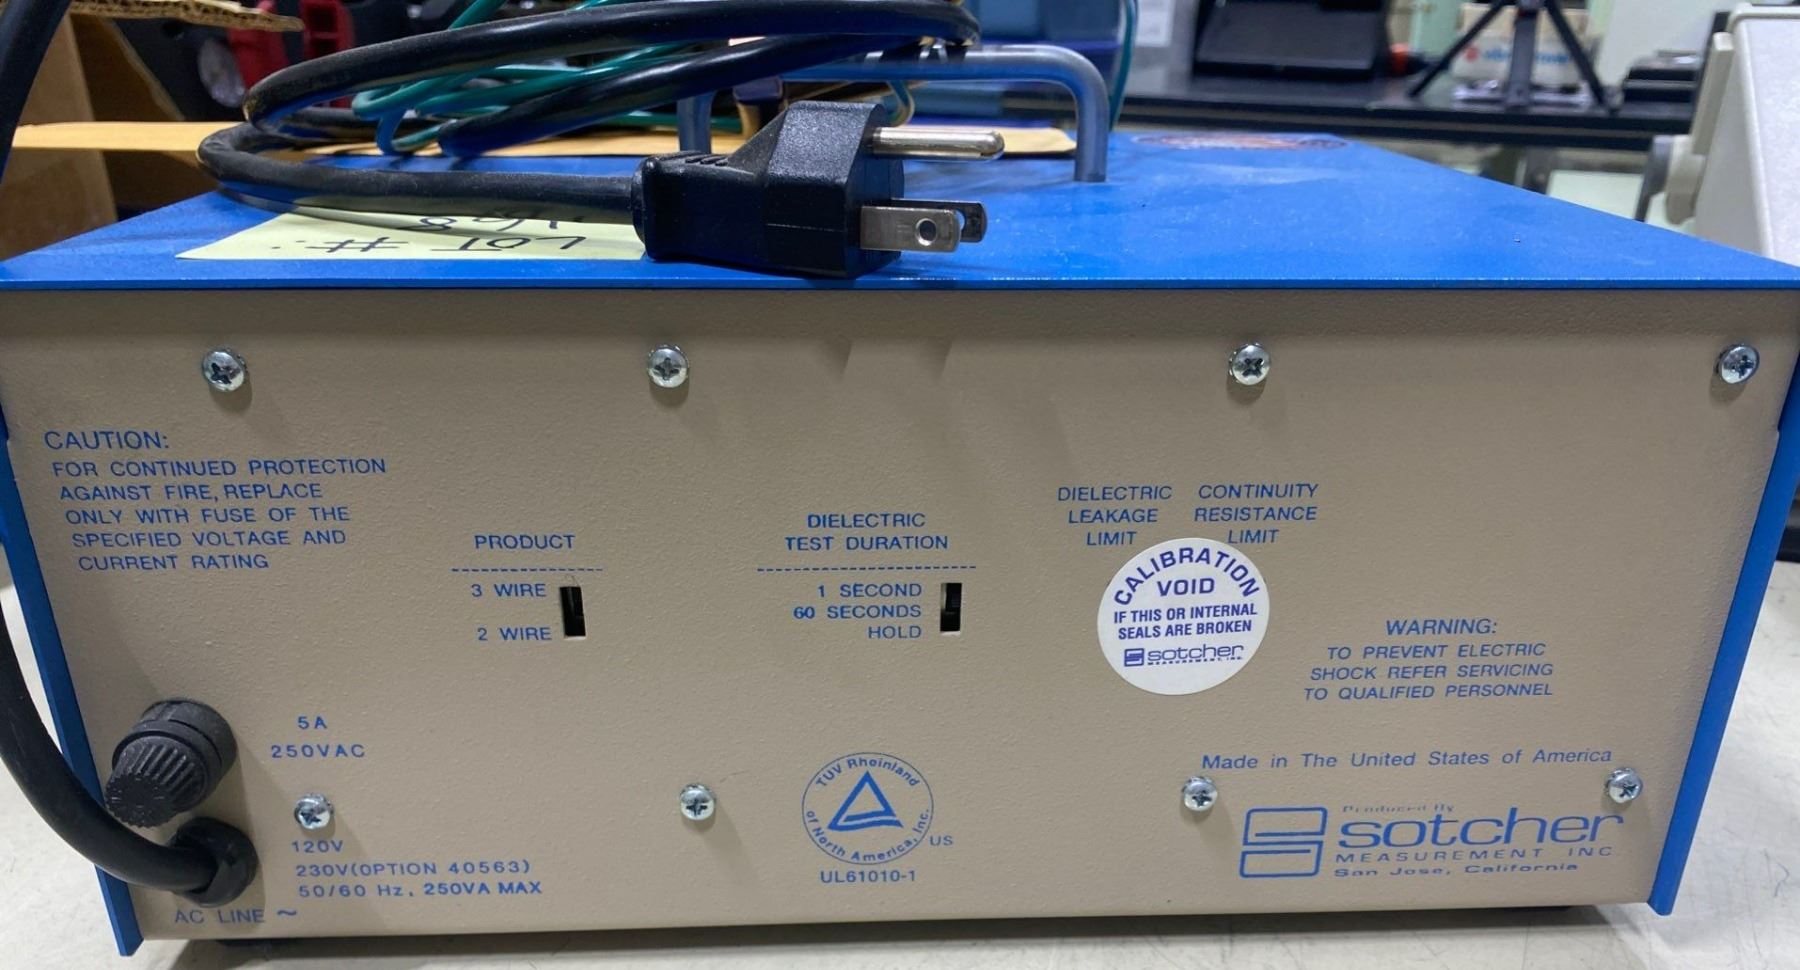 LOT #:
168
CAUTION:
FOR CONTINUED PROTECTION
AGAINST FIRE, REPLACE
ONLY WITH FUSE OF THE
SPECIFIED VOLTAGE AND
CURRENT RATING
PRODUCT
3 WIRE
2 WIRE
DIELECTRIC
TEST DURATION
1 SECOND
60 SECONDS
HOLD
DIELECTRIC
LEAKAGE
LIMIT
CONTINUITY
RESISTANCE
LIMIT
CALIBRATION
VOID
IF THIS OR INTERNAL
SEALS ARE BROKEN
sotcher
MEASUREMENT, INC.
WARNING:
TO PREVENT ELECTRIC
SHOCK REFER SERVICING
TO QUALIFIED PERSONNEL
5A
250VAC
120V
230V(OPTION 40563)
50/60 Hz, 250VA MAX
AC LINE ~
TUV Rheinland
of North America, Inc.
US
UL61010-1
Made in The United States of America
Produced By
sotcher
MEASUREMENT INC
San Jose, California